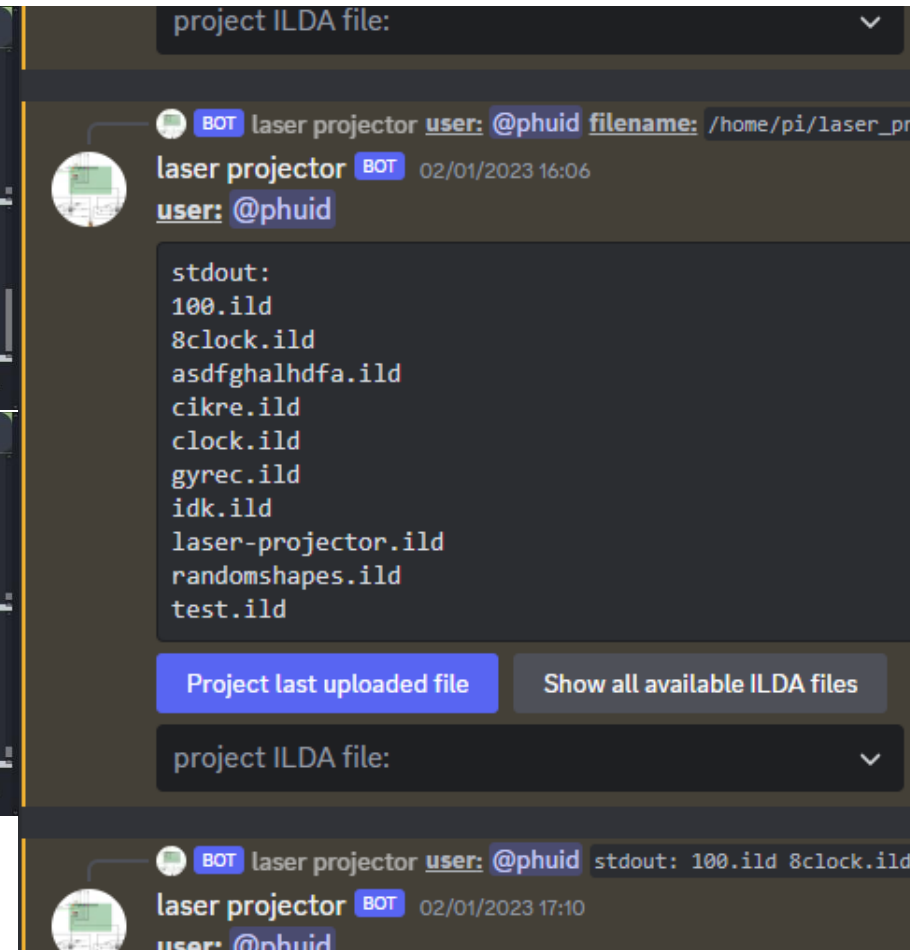 project ILDA file:
BOT laser projector user: @phuid filename: /home/pi/laser_pr
laser projector BOT 02/01/2023 16:06
user: @phuid
stdout:
100.ild
8clock.ild
asdfghalhdfa.ild
cikre.ild
clock.ild
gyrec.ild
idk.ild
laser-projector.ild
randomshapes.ild
test.ild
Project last uploaded file Show all available ILDA files
project ILDA file:
BOT laser projector user: @phuid stdout: 100.ild 8clock.ild
laser projector BOT 02/01/2023 17:10
user: @phuid